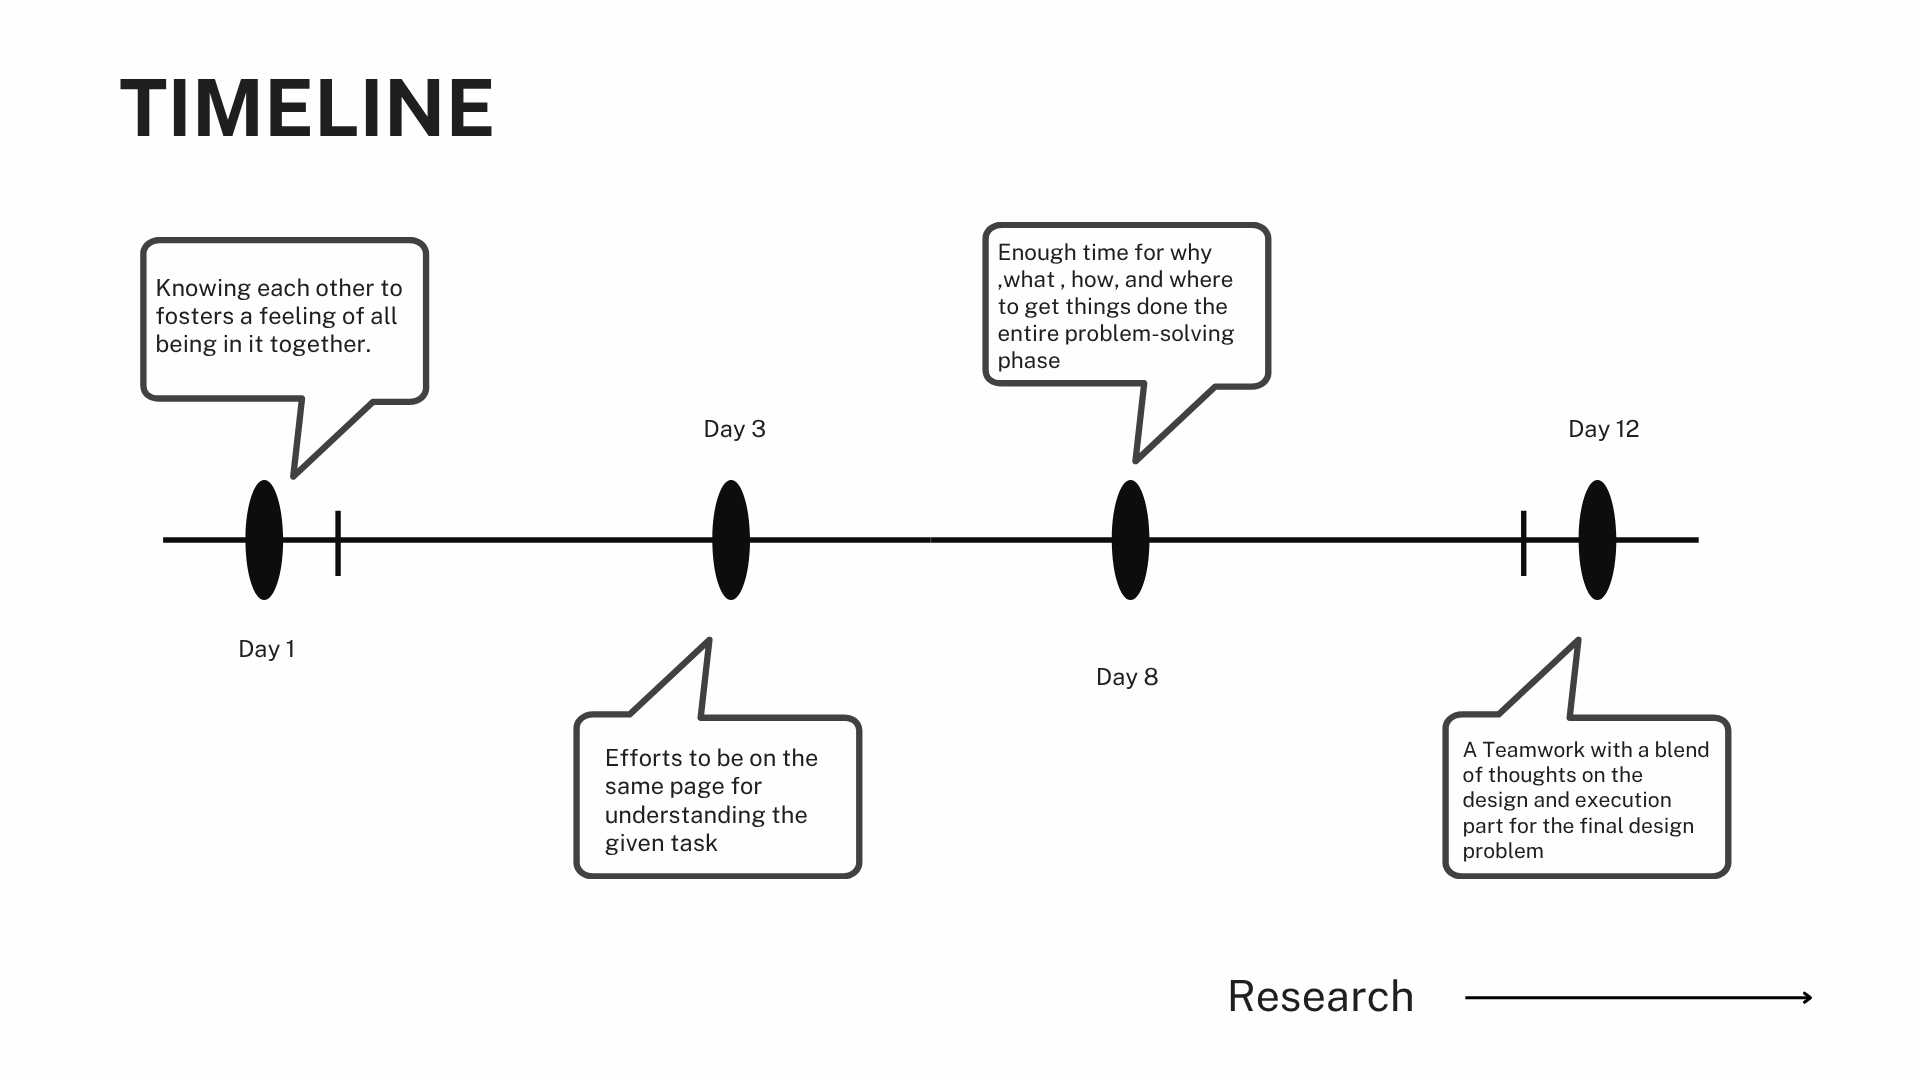 TIMELINE
Knowing each other to
fosters a feeling of all
being in it together.
Enough time for why
,what , how, and where
to get things done the
entire problem-solving
phase
Day 3
Day 12
Day 1
Day 8
Efforts to be on the
same page for
understanding the
given task
A Teamwork with a blend
of thoughts on the
design and execution
part for the final design
problem
Research